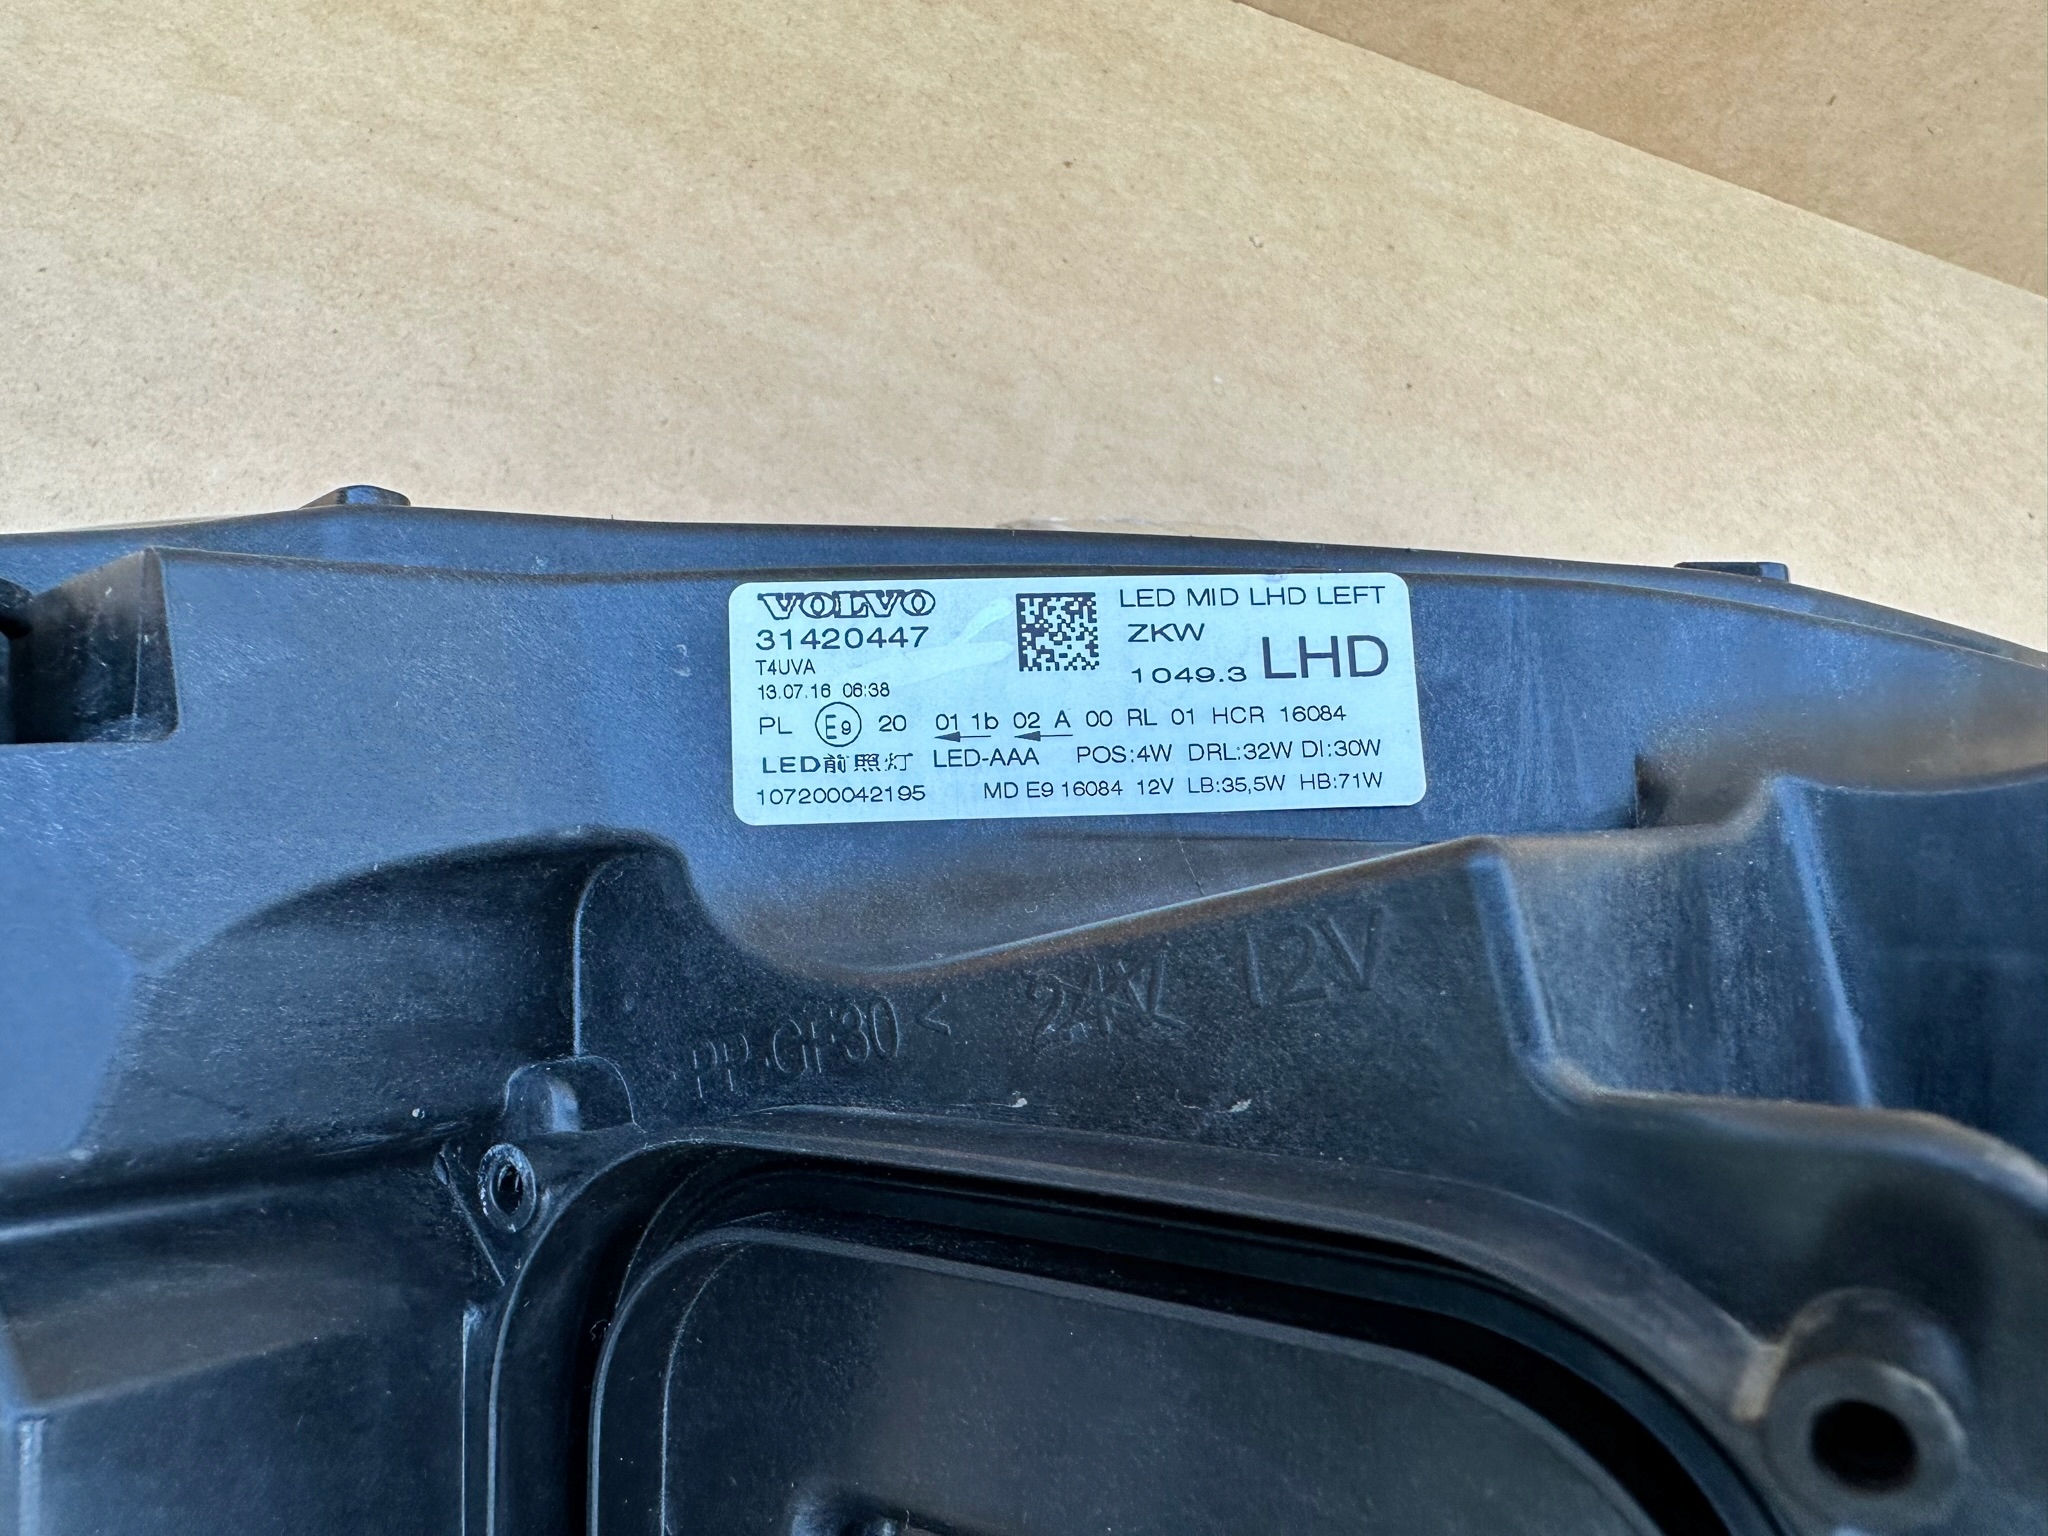 VOLVO
31420447
T4UVA
13.07.16 06:38
LED MID LHD LEFT
ZKW
1049.3 LHD
PL E9 20 01 1b 02 A 00 RL 01 HCR 16084
LED前照灯 LED-AAA POS:4W DRL:32W DI:30W
107200042195 MD E9 16084 12V LB:35,5W HB:71W
12V
>PP-GF30<